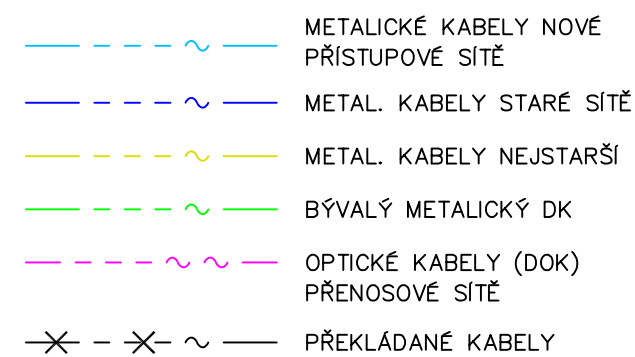 METALICKÉ KABELY NOVÉ
PŘÍSTUPOVÉ SÍTĚ
METAL. KABELY STARÉ SÍTĚ
METAL. KABELY NEJSTARŠÍ
BÝVALÝ METALICKÝ DK
OPTICKÉ KABELY (DOK)
PŘENOSOVÉ SÍTĚ
PŘEKLÁDANÉ KABELY